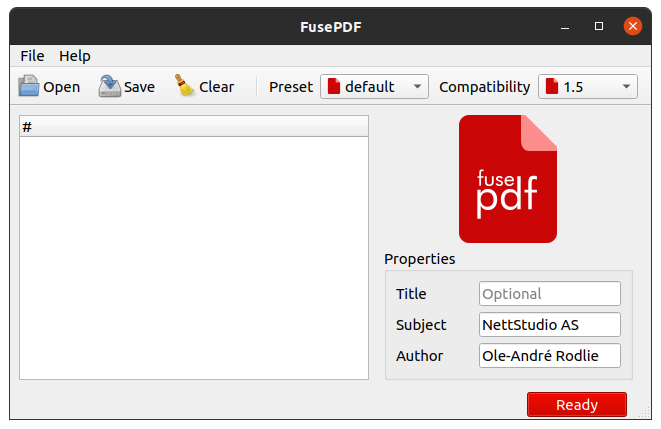 FusePDF
File Help
Open Save Clear Preset default Compatibility 1.5
#
fuse
pdf
Properties
Title Optional
Subject NettStudio AS
Author Ole-André Rodlie
Ready